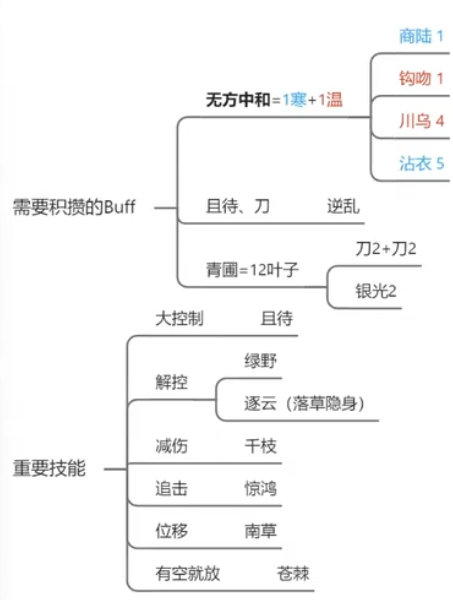 商陆 1
钩吻 1
无方中和=1寒+1温
川乌 4
沾衣 5
需要积攒的Buff
且待、刀 逆乱
刀2+刀2
青圃=12叶子
银光2
大控制 且待
绿野
解控
逐云（落草隐身）
减伤 千枝
重要技能
追击 惊鸿
位移 南草
有空就放 苍棘